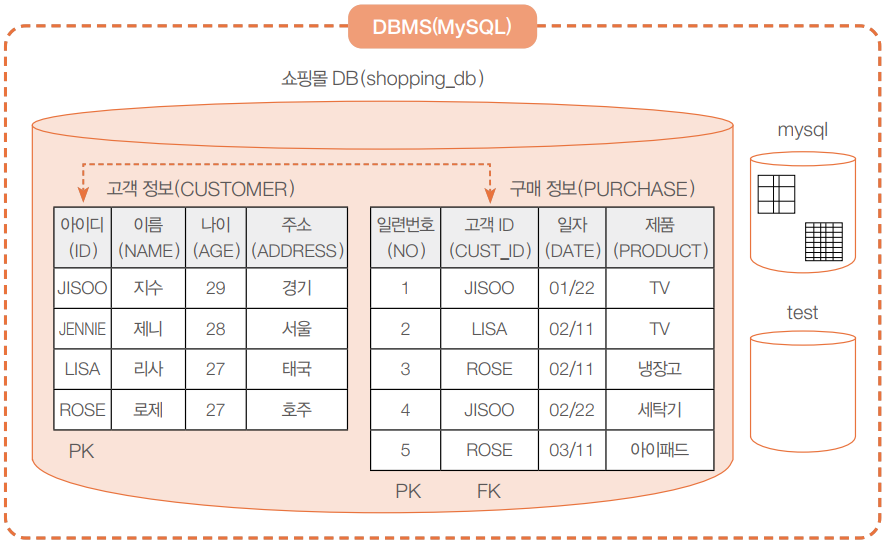 DBMS(MySQL)
쇼핑몰 DB(shopping_db)
mysql
고객 정보(CUSTOMER)
구매 정보(PURCHASE)
아이디 이름 나이 주소
(ID) (NAME) (AGE) (ADDRESS)
JISOO 지수 29 경기
JENNIE 제니 28 서울
LISA 리사 27 태국
ROSE 로제 27 호주
PK
일련번호 고객 ID 일자 제품
(NO) (CUST_ID) (DATE) (PRODUCT)
1 JISOO 01/22 TV
2 LISA 02/11 TV
3 ROSE 02/11 냉장고
4 JISOO 02/22 세탁기
5 ROSE 03/11 아이패드
PK FK
test